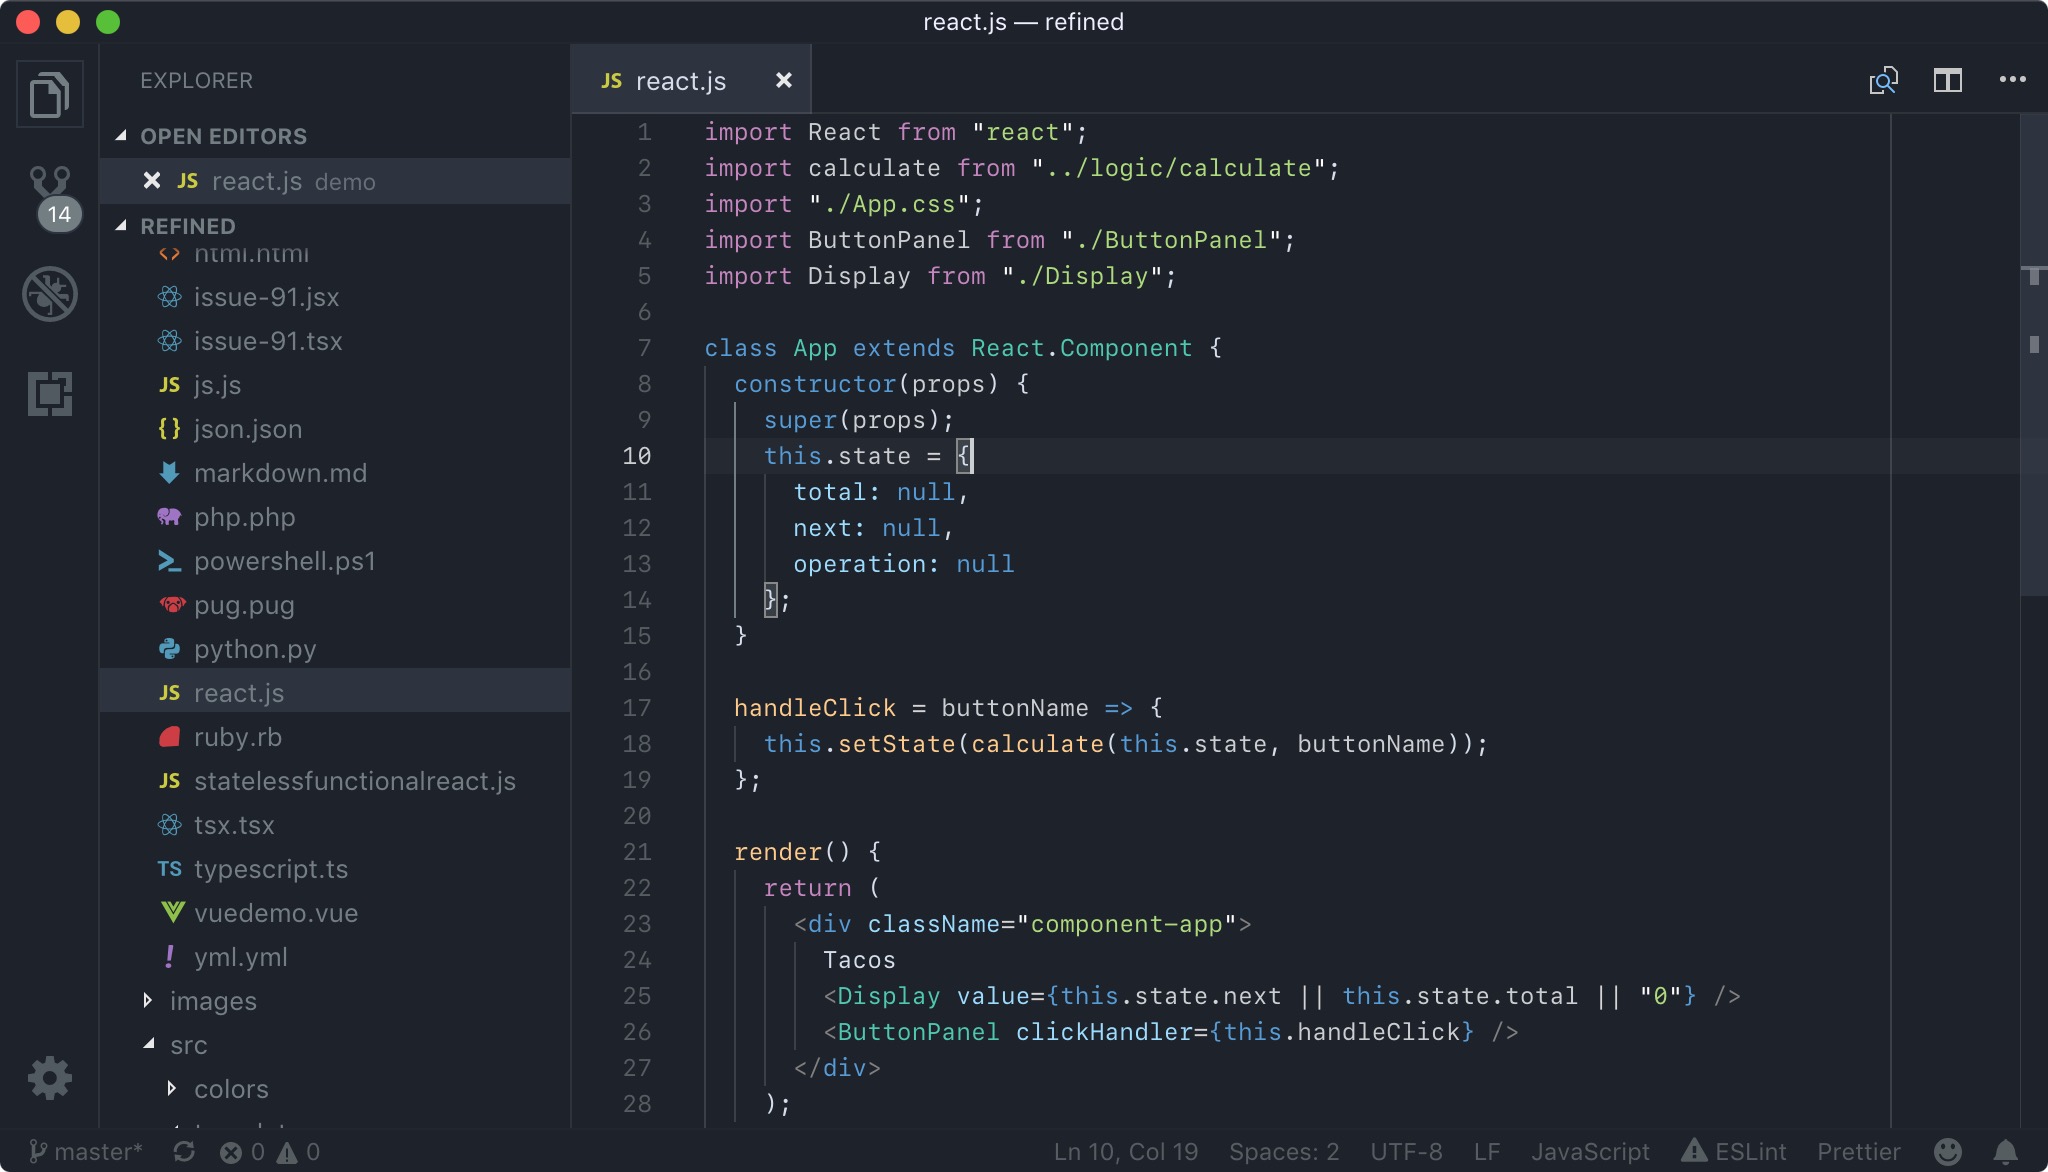 react.js — refined
EXPLORER
OPEN EDITORS
JS react.js demo
14
REFINED
html.html
issue-91.jsx
issue-91.tsx
JS js.js
{} json.json
markdown.md
php.php
powershell.ps1
pug.pug
python.py
JS react.js
ruby.rb
JS statelessfunctionalreact.js
tsx.tsx
TS typescript.ts
vuedemo.vue
! yml.yml
images
src
colors
JS react.js
1 import React from "react";
2 import calculate from "../logic/calculate";
3 import "./App.css";
4 import ButtonPanel from "./ButtonPanel";
5 import Display from "./Display";
6
7 class App extends React.Component {
8 constructor(props) {
9 super(props);
10 this.state = {
11 total: null,
12 next: null,
13 operation: null
14 };
15 }
16
17 handleClick = buttonName => {
18 this.setState(calculate(this.state, buttonName));
19 };
20
21 render() {
22 return (
23 <div className="component-app">
24 Tacos
25 <Display value={this.state.next || this.state.total || "0"} />
26 <ButtonPanel clickHandler={this.handleClick} />
27 </div>
28 );
master* 0 0 Ln 10, Col 19 Spaces: 2 UTF-8 LF JavaScript ESLint Prettier